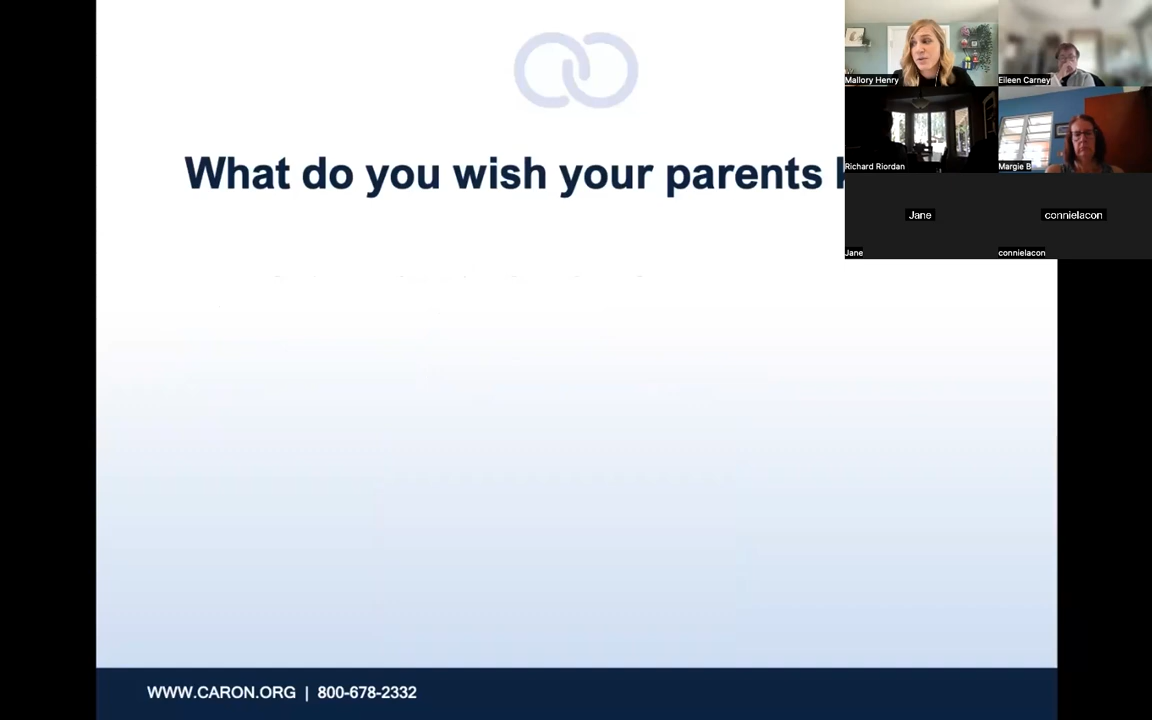 Mallory Henry
Eileen Carney
What do you wish your parents
Richard Riordan
Margie B
Jane
connielacon
Jane
connielacon
WWW.CARON.ORG | 800-678-2332